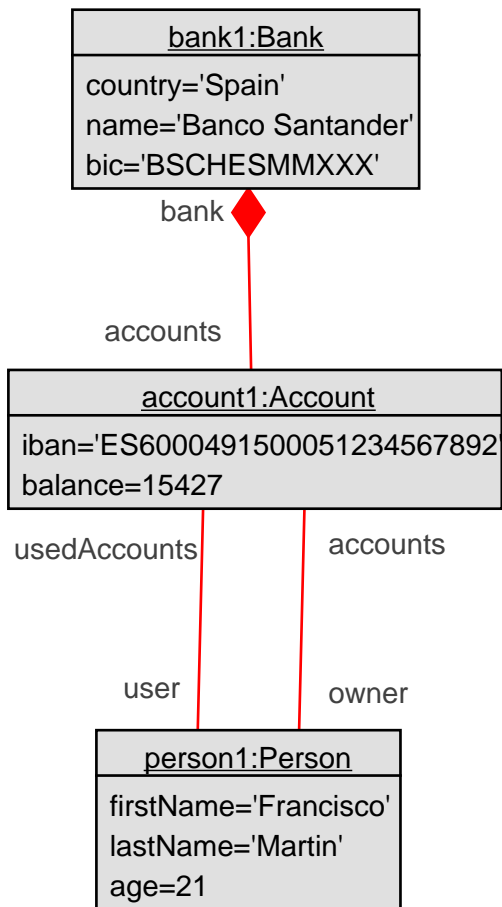 bank1:Bank
country='Spain'
name='Banco Santander'
bic='BSCHESMMXXX'
bank
accounts
account1:Account
iban='ES6000491500051234567892'
balance=15427
usedAccounts
accounts
user
owner
person1:Person
firstName='Francisco'
lastName='Martin'
age=21